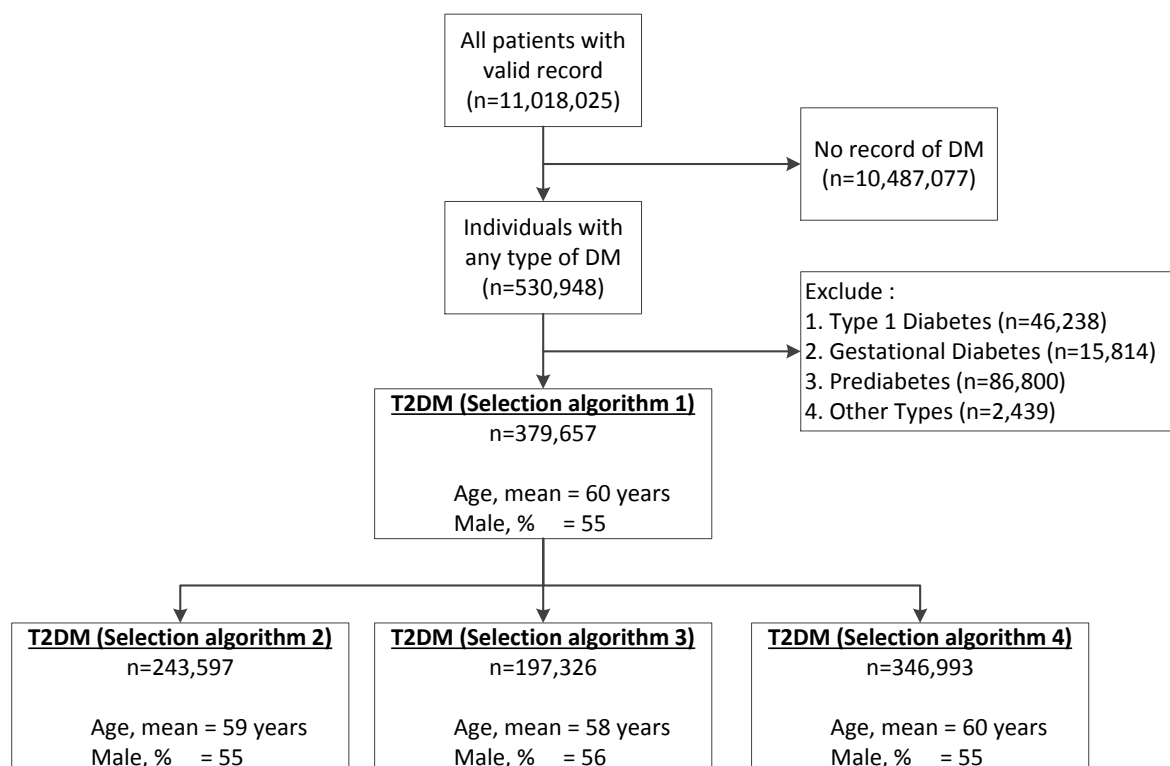 All patients with
valid record
(n=11,018,025)
No record of DM
(n=10,487,077)
Individuals with
any type of DM
(n=530,948)
Exclude :
1. Type 1 Diabetes (n=46,238)
2. Gestational Diabetes (n=15,814)
3. Prediabetes (n=86,800)
4. Other Types (n=2,439)
T2DM (Selection algorithm 1)
n=379,657
Age, mean = 60 years
Male, % = 55
T2DM (Selection algorithm 2)
n=243,597
Age, mean = 59 years
Male, % = 55
T2DM (Selection algorithm 3)
n=197,326
Age, mean = 58 years
Male, % = 56
T2DM (Selection algorithm 4)
n=346,993
Age, mean = 60 years
Male, % = 55